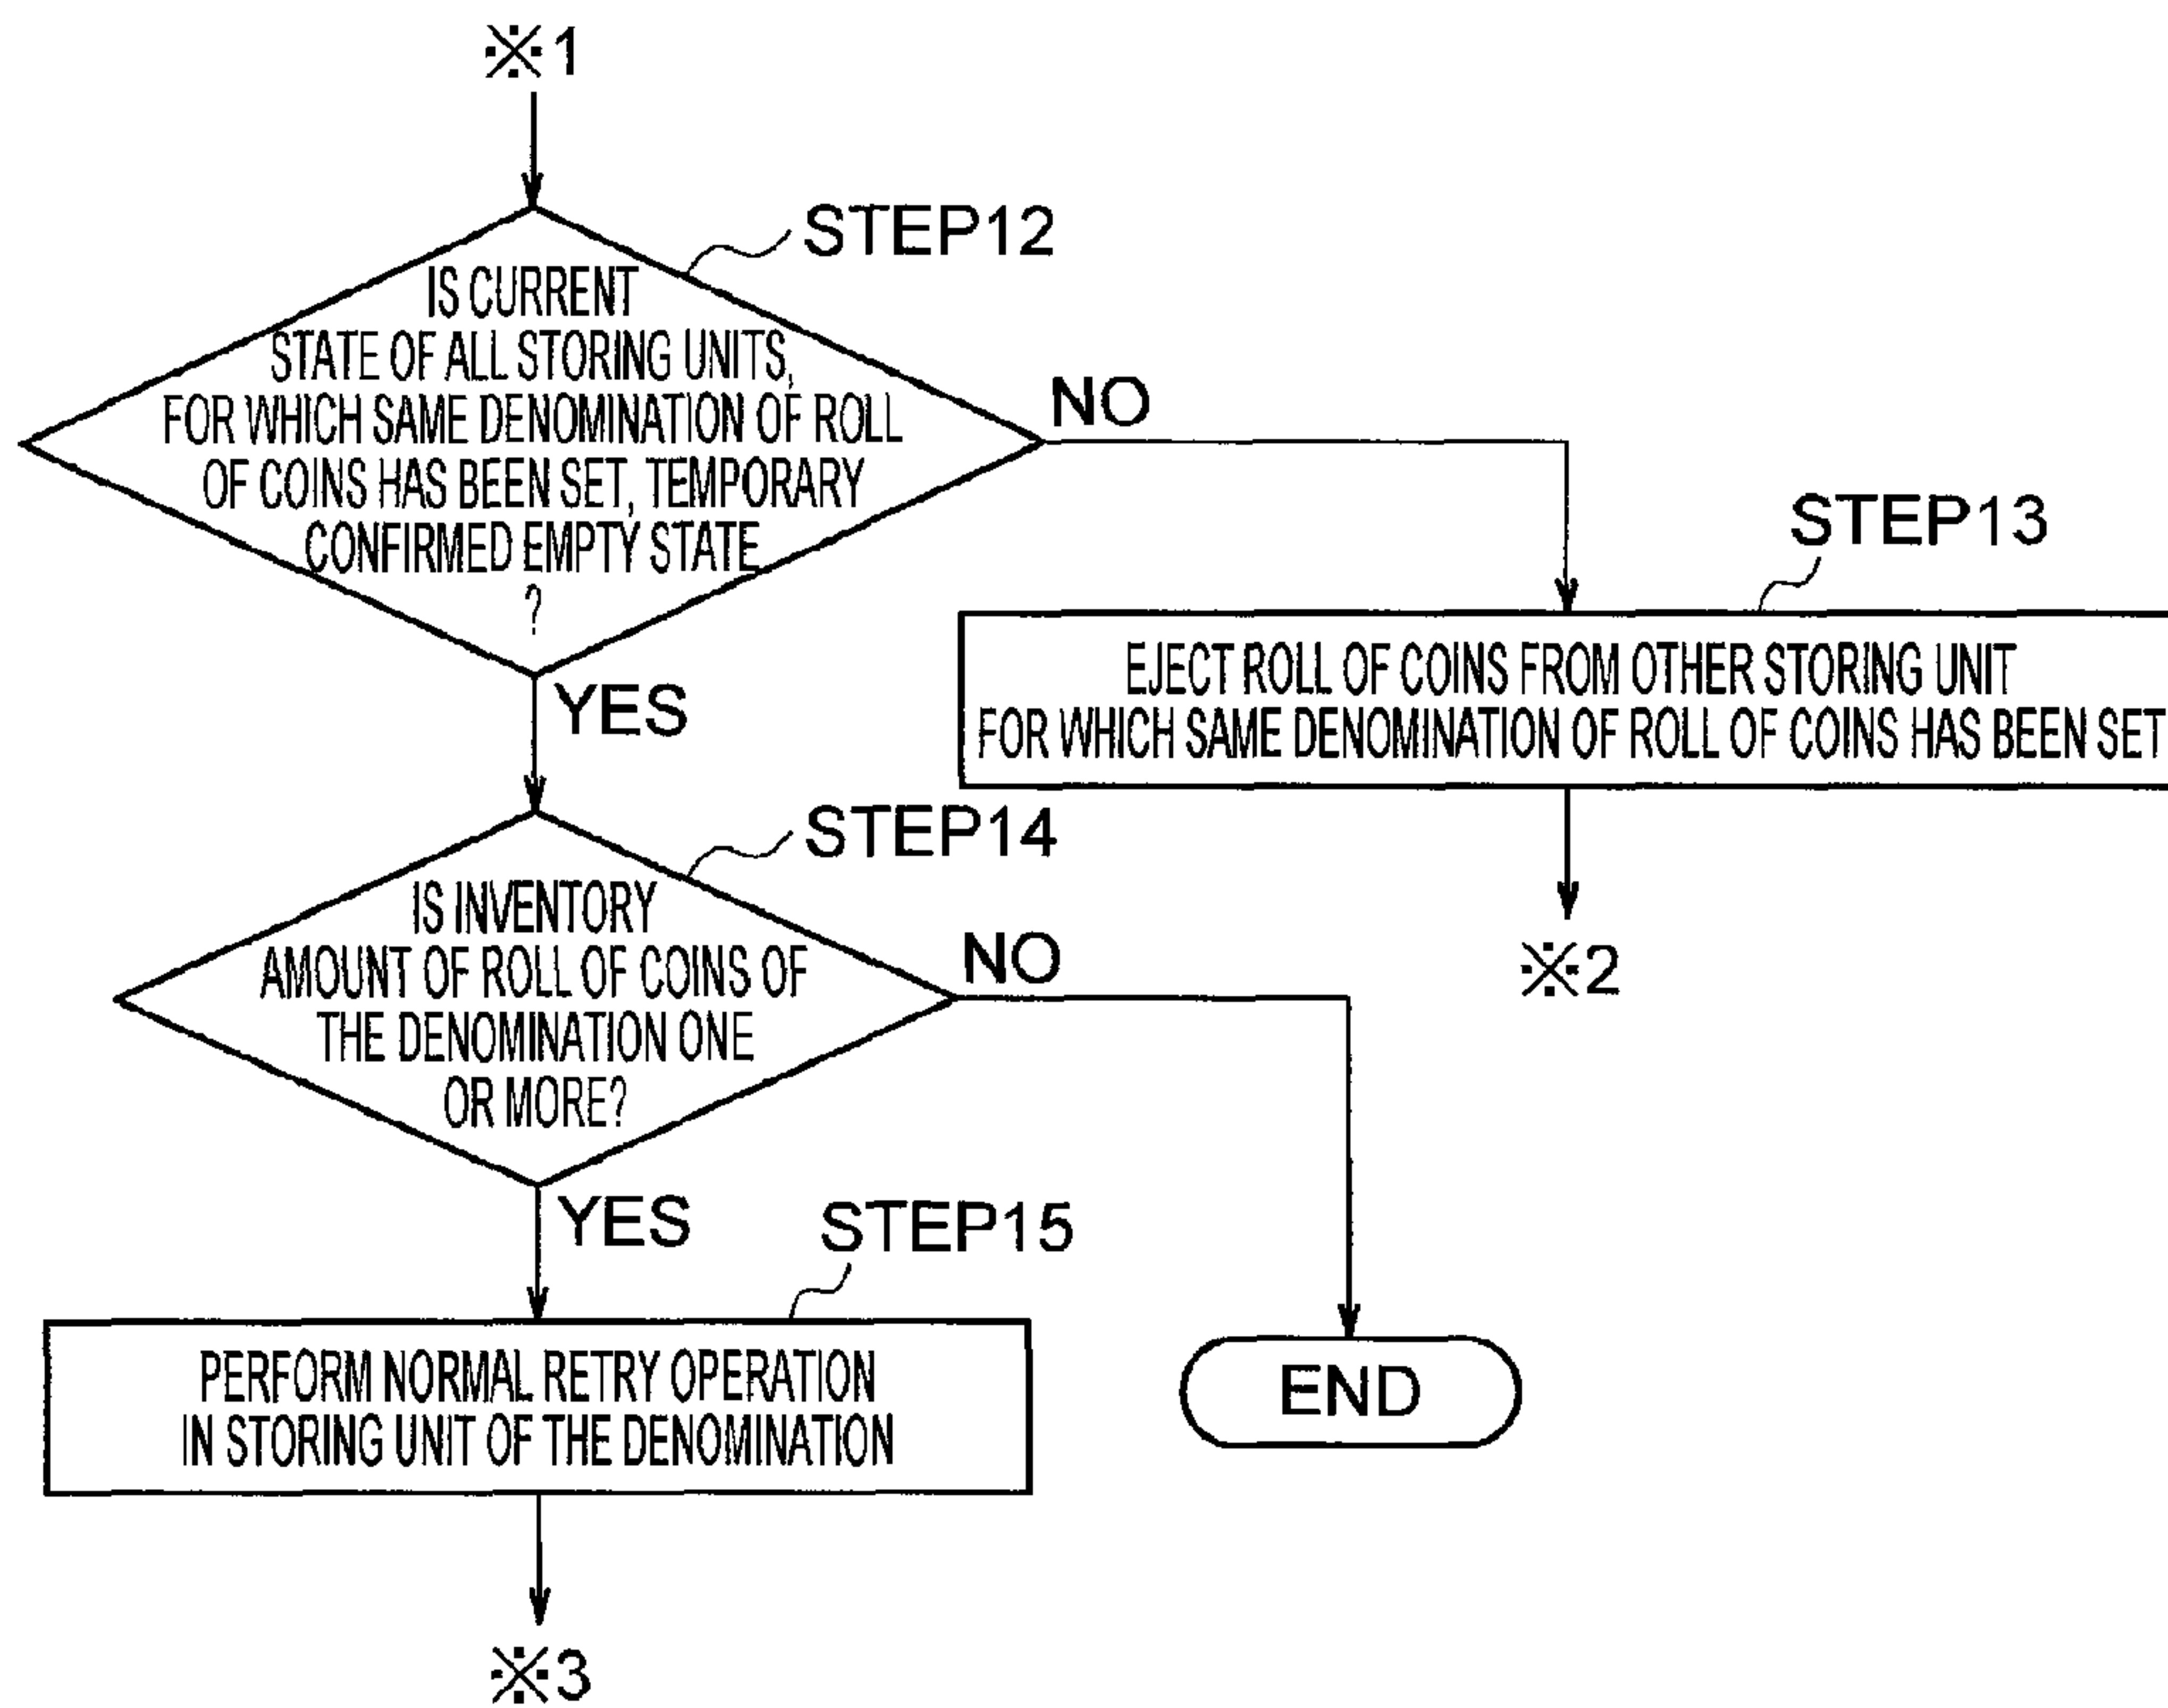 ※1
STEP12
IS CURRENT
STATE OF ALL STORING UNITS,
FOR WHICH SAME DENOMINATION OF ROLL
OF COINS HAS BEEN SET, TEMPORARY
CONFIRMED EMPTY STATE
?
NO
YES
STEP13
EJECT ROLL OF COINS FROM OTHER STORING UNIT
FOR WHICH SAME DENOMINATION OF ROLL OF COINS HAS BEEN SET
※2
STEP14
IS INVENTORY
AMOUNT OF ROLL OF COINS OF
THE DENOMINATION ONE
OR MORE?
NO
YES
STEP15
PERFORM NORMAL RETRY OPERATION
IN STORING UNIT OF THE DENOMINATION
END
※3